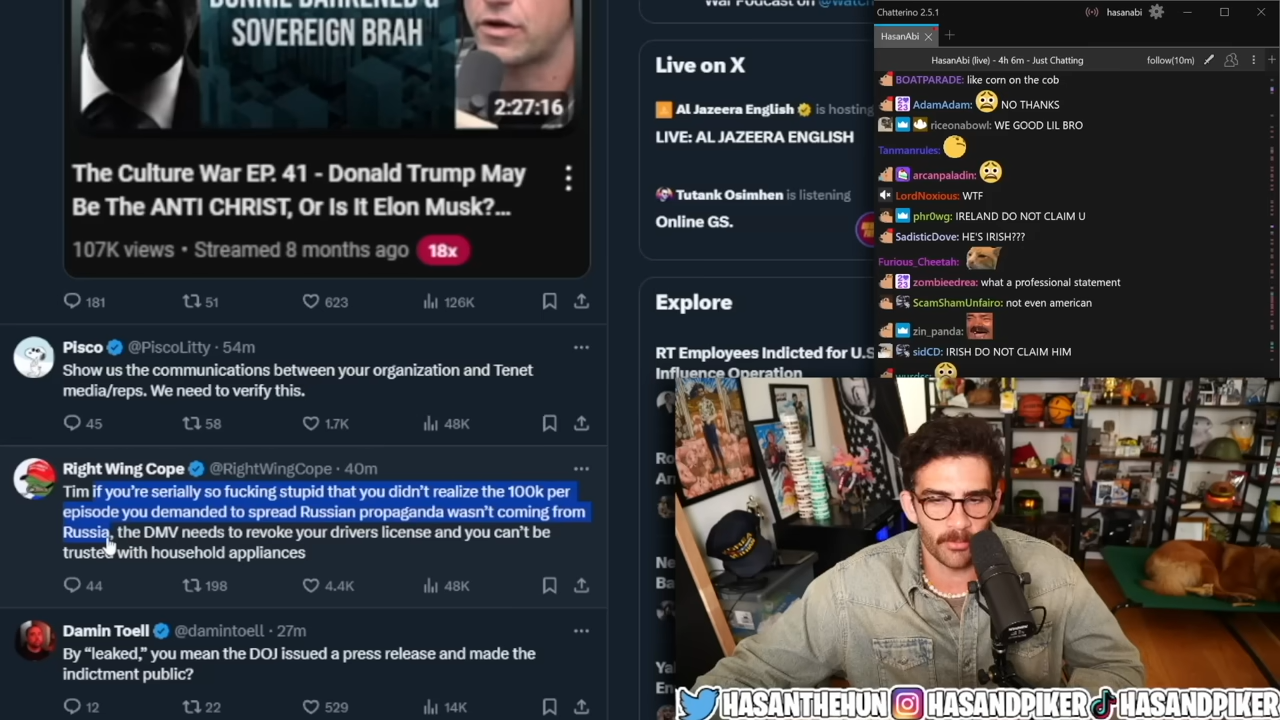 DONNIE DARKENED &
SOVEREIGN BRAH
2:27:16
The Culture War EP. 41 - Donald Trump May
Be The ANTICHRIST, Or Is It Elon Musk?...
107K views • Streamed 8 months ago 18x
181 51 623 126K
Pisco @PiscoLitty · 54m
Show us the communications between your organization and Tenet
media/reps. We need to verify this.
45 58 1.7K 48K
Right Wing Cope @RightWingCope · 40m
Tim if you're serially so fucking stupid that you didn't realize the 100k per
episode you demanded to spread Russian propaganda wasn't coming from
Russia, the DMV needs to revoke your drivers license and you can't be
trusted with household appliances
44 198 4.4K 48K
Damin Toell @damintoell · 27m
By “leaked,” you mean the DOJ issued a press release and made the
indictment public?
12 22 529 14K
War Podcast on @watch
Live on X
Al Jazeera English is hosting
LIVE: AL JAZEERA ENGLISH
Tutank Osimhen is listening
Online GS.
Explore
RT Employees Indicted for U.S
Influence Operation
Chatterino 2.5.1
hasanabi
HasanAbi
HasanAbi (live) - 4h 6m - Just Chatting
follow(10m)
BOATPARADE: like corn on the cob
AdamAdam: NO THANKS
riceonabowl: WE GOOD LIL BRO
Tanmanrules:
arcanpaladin:
LordNoxious: WTF
phr0wg: IRELAND DO NOT CLAIM U
SadisticDove: HE'S IRISH???
Furious_Cheetah:
zombieedrea: what a professional statement
ScamShamUnfairo: not even american
zin_panda:
sidCD: IRISH DO NOT CLAIM HIM
HASANTHEHUN HASANDPIKER HASANDPIKER